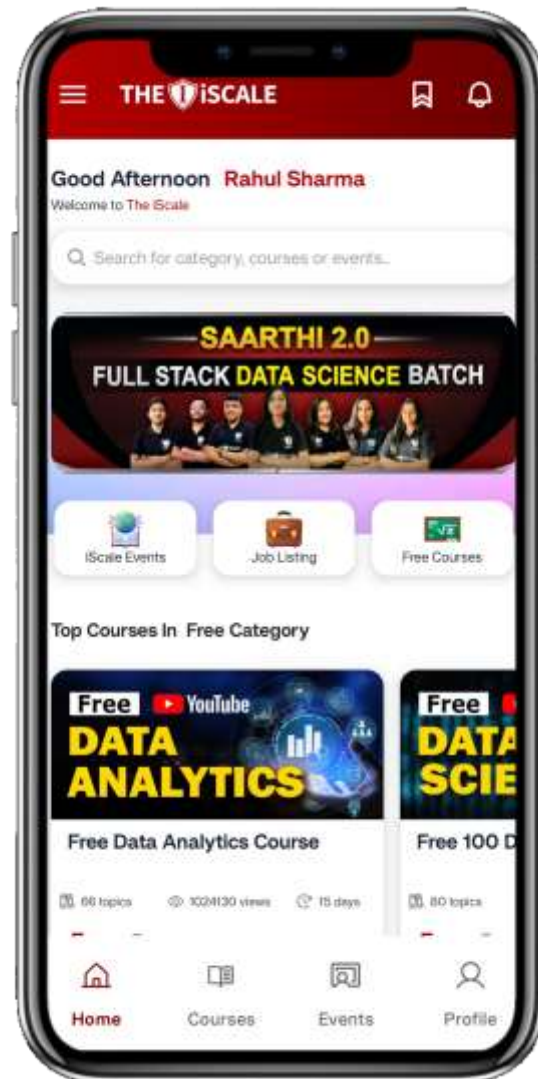 THE iSCALE
Good Afternoon Rahul Sharma
Welcome to The iScale
Search for category, courses or events..
SAARTHI 2.0
FULL STACK DATA SCIENCE BATCH
iScale Events
Job Listing
Free Courses
Top Courses In Free Category
Free YouTube
DATA
ANALYTICS
Free
DATA
SCIE
Free Data Analytics Course
Free 100 D
66 topics 1024130 views 15 days
80 topics
Home Courses Events Profile